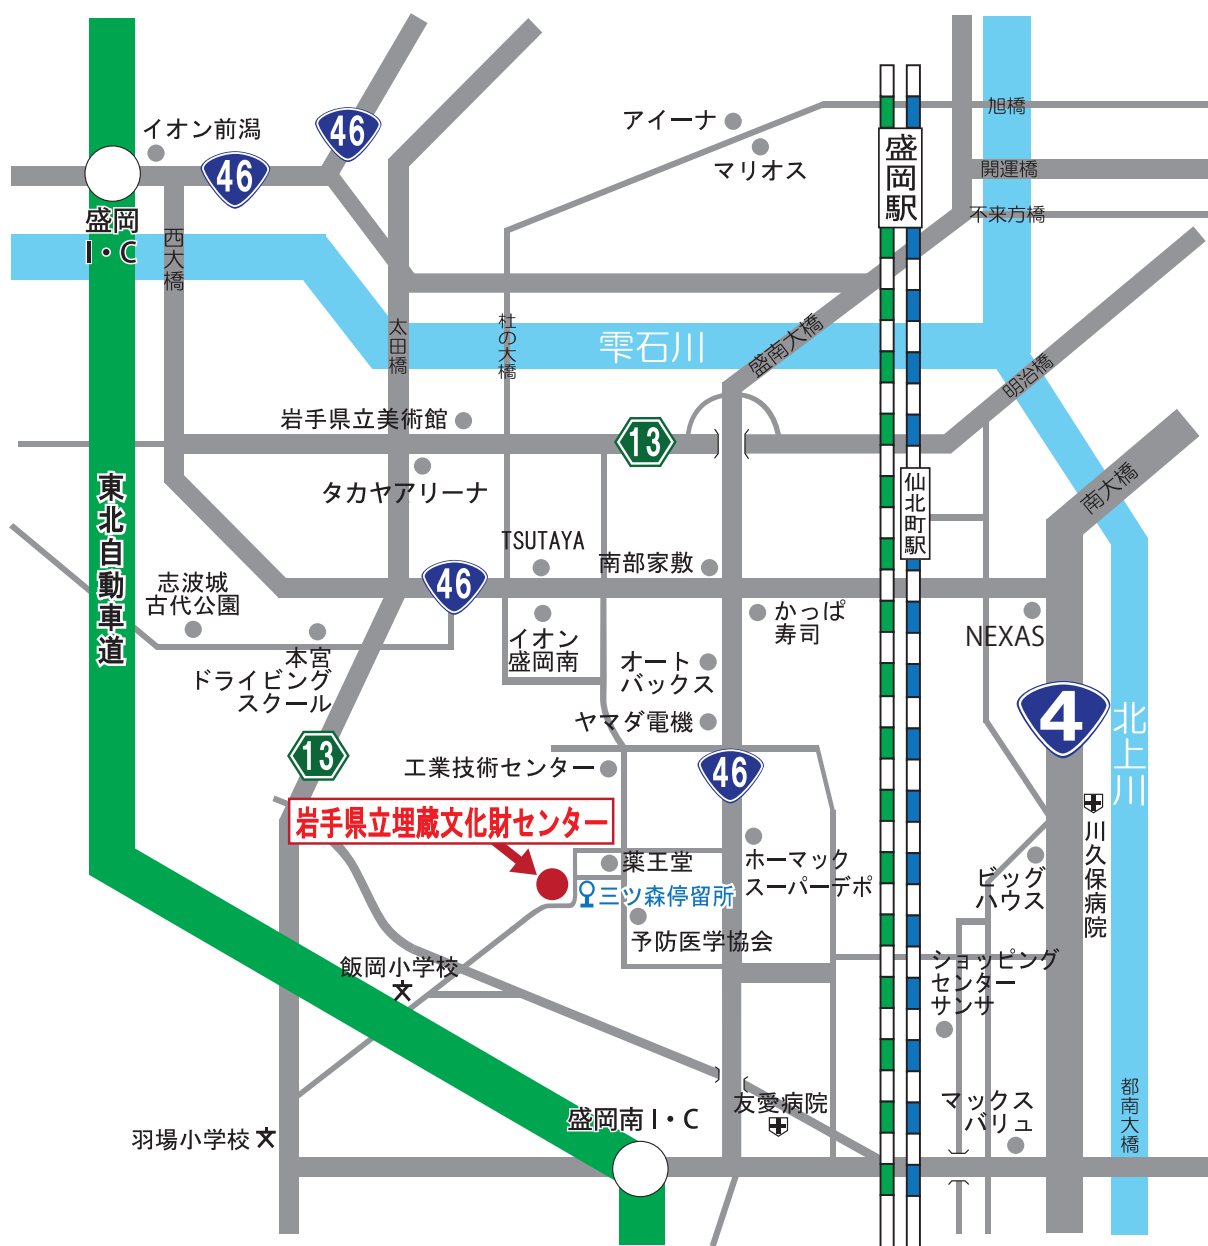 46
アイーナ
旭橋
イオン前潟
46
マリオス
盛岡駅
開運橋
不来方橋
盛岡
I・C
西大橋
太田橋
杜の大橋
雫石川
盛南大橋
明治橋
岩手県立美術館
13
タカヤアリーナ
仙北町駅
南大橋
東北自動車道
TSUTAYA
南部家敷
46
志波城
古代公園
イオン
盛岡南
かっぱ
寿司
NEXAS
本宮
ドライビング
スクール
オート
バックス
ヤマダ電機
4
北上川
13
工業技術センター
46
岩手県立埋蔵文化財センター
薬王堂
ホーマック
スーパーデポ
川久保病院
ビッグ
ハウス
三ツ森停留所
予防医学協会
飯岡小学校
ショッピング
センター
サンサ
盛岡南I・C
友愛病院
マックス
バリュ
都南大橋
羽場小学校